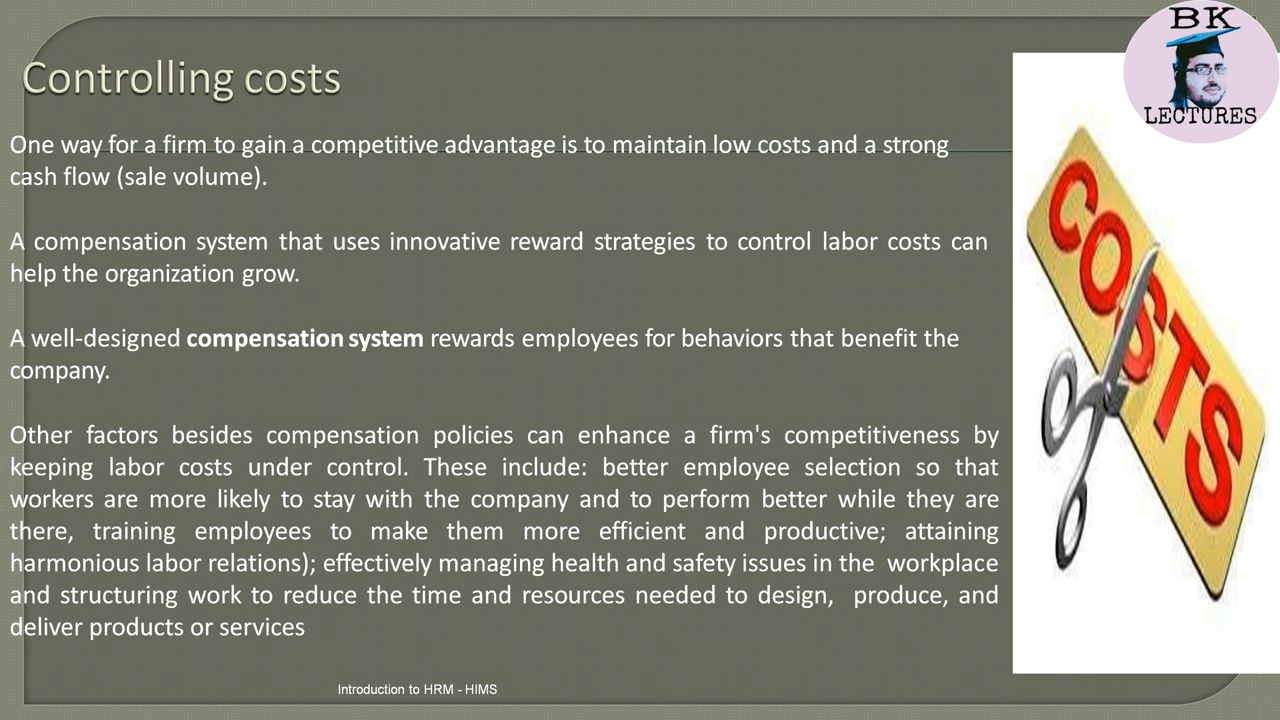 BK
LECTURES
Controlling costs
One way for a firm to gain a competitive advantage is to maintain low costs and a strong
cash flow (sale volume).
A compensation system that uses innovative reward strategies to control labor costs can
help the organization grow.
A well-designed compensation system rewards employees for behaviors that benefit the
company.
Other factors besides compensation policies can enhance a firm's competitiveness by
keeping labor costs under control. These include: better employee selection so that
workers are more likely to stay with the company and to perform better while they are
there, training employees to make them more efficient and productive; attaining
harmonious labor relations); effectively managing health and safety issues in the workplace
and structuring work to reduce the time and resources needed to design, produce, and
deliver products or services
COSTS
Introduction to HRM - HIMS